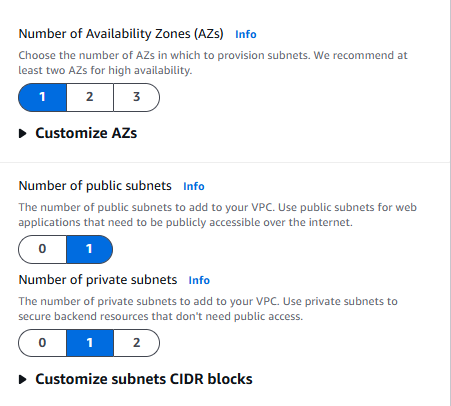 Number of Availability Zones (AZs) Info
Choose the number of AZs in which to provision subnets. We recommend at
least two AZs for high availability.
1 2 3
Customize AZs
Number of public subnets Info
The number of public subnets to add to your VPC. Use public subnets for web
applications that need to be publicly accessible over the internet.
0 1
Number of private subnets Info
The number of private subnets to add to your VPC. Use private subnets to
secure backend resources that don't need public access.
0 1 2
Customize subnets CIDR blocks